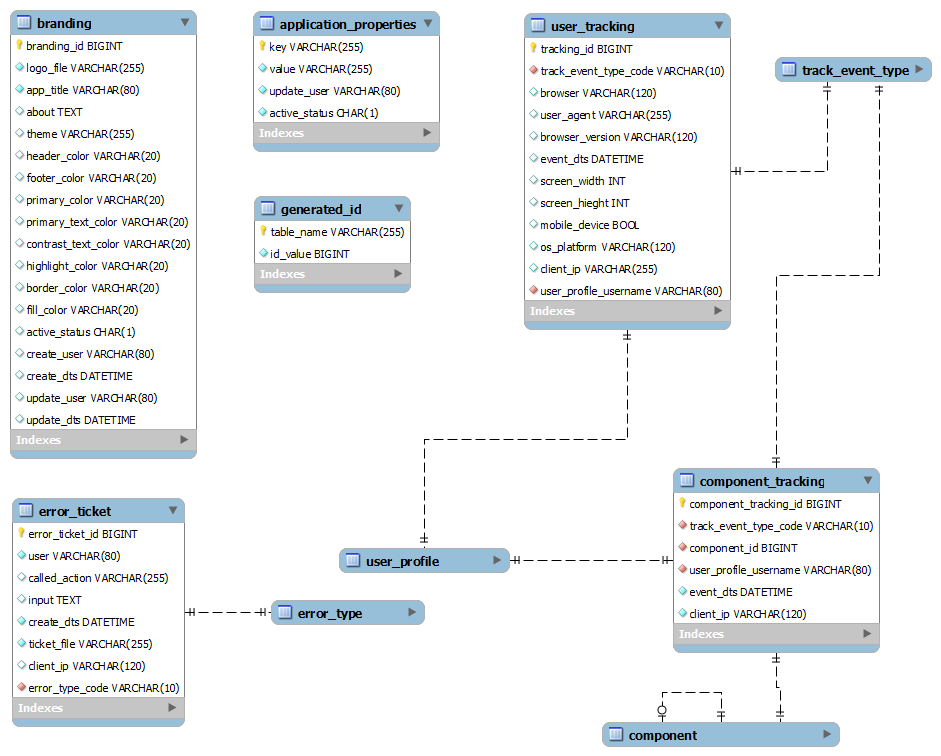 branding
branding_id BIGINT
logo_file VARCHAR(255)
app_title VARCHAR(80)
about TEXT
theme VARCHAR(255)
header_color VARCHAR(20)
footer_color VARCHAR(20)
primary_color VARCHAR(20)
primary_text_color VARCHAR(20)
contrast_text_color VARCHAR(20)
highlight_color VARCHAR(20)
border_color VARCHAR(20)
fill_color VARCHAR(20)
active_status CHAR(1)
create_user VARCHAR(80)
create_dts DATETIME
update_user VARCHAR(80)
update_dts DATETIME
Indexes
application_properties
key VARCHAR(255)
value VARCHAR(255)
update_user VARCHAR(80)
active_status CHAR(1)
Indexes
generated_id
table_name VARCHAR(255)
id_value BIGINT
Indexes
user_tracking
tracking_id BIGINT
track_event_type_code VARCHAR(10)
browser VARCHAR(120)
user_agent VARCHAR(255)
browser_version VARCHAR(120)
event_dts DATETIME
screen_width INT
screen_hieght INT
mobile_device BOOL
os_platform VARCHAR(120)
client_ip VARCHAR(255)
user_profile_username VARCHAR(80)
Indexes
track_event_type
error_ticket
error_ticket_id BIGINT
user VARCHAR(80)
called_action VARCHAR(255)
input TEXT
create_dts DATETIME
ticket_file VARCHAR(255)
client_ip VARCHAR(120)
error_type_code VARCHAR(10)
Indexes
user_profile
error_type
component_tracking
component_tracking_id BIGINT
track_event_type_code VARCHAR(10)
component_id BIGINT
user_profile_username VARCHAR(80)
event_dts DATETIME
client_ip VARCHAR(120)
Indexes
component